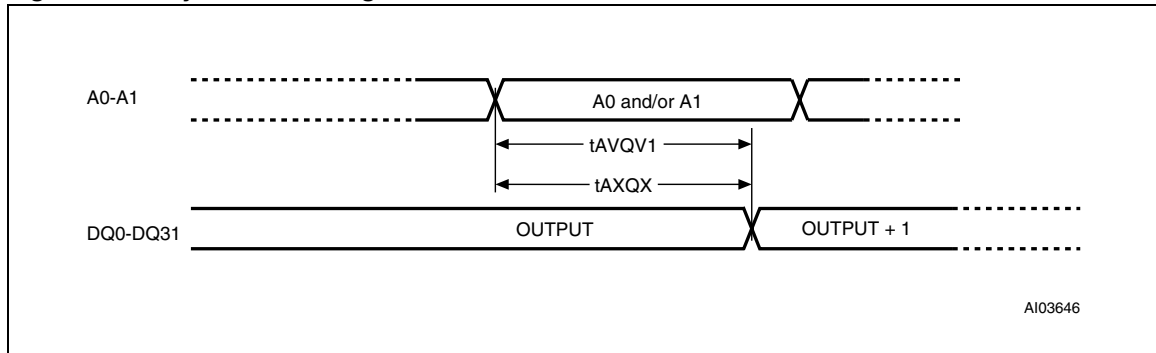 A0-A1
A0 and/or A1
tAVQV1
tAXQX
DQ0-DQ31
OUTPUT
OUTPUT + 1
AI03646